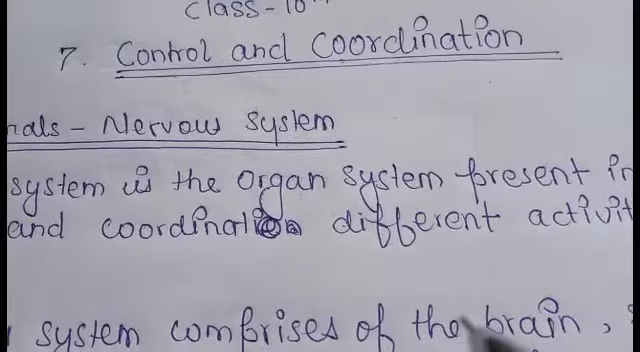 Class-10
7. Control and Coordination
nals - Nervous System
system is the organ system present in
and coordinati different activit
system comprises of the brain,